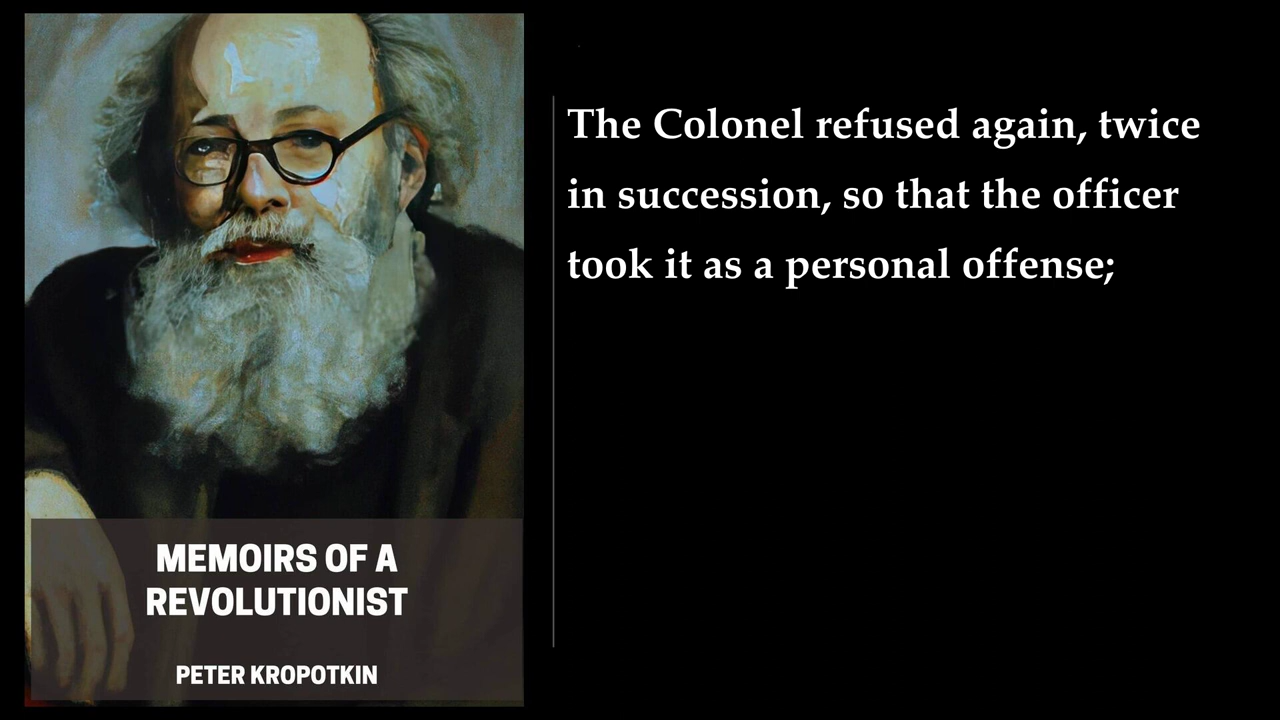 The Colonel refused again, twice
in succession, so that the officer
took it as a personal offense;
MEMOIRS OF A
REVOLUTIONIST
PETER KROPOTKIN